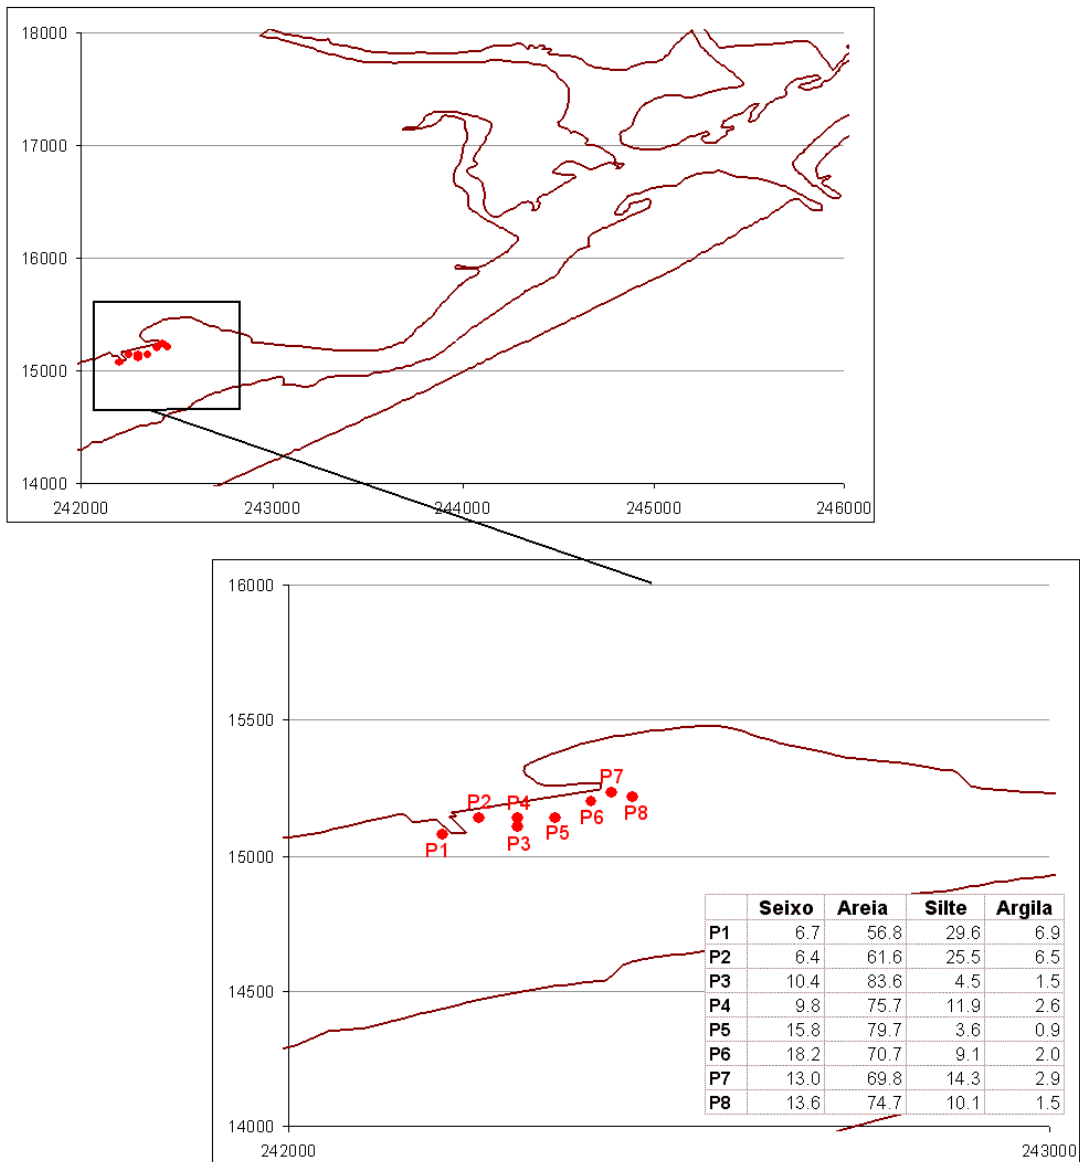 18000
17000
16000
15000
14000
242000 243000 244000 245000 246000
16000
15500
P7
P2 P4
P6 P8
P5
P1 P3
15000
Seixo Areia Silte Argila
P1 6.7 56.8 29.6 6.9
P2 6.4 61.6 25.5 6.5
P3 10.4 83.6 4.5 1.5
14500
P4 9.8 75.7 11.9 2.6
P5 15.8 79.7 3.6 0.9
P6 18.2 70.7 9.1 2.0
P7 13.0 69.8 14.3 2.9
P8 13.6 74.7 10.1 1.5
14000
242000 243000